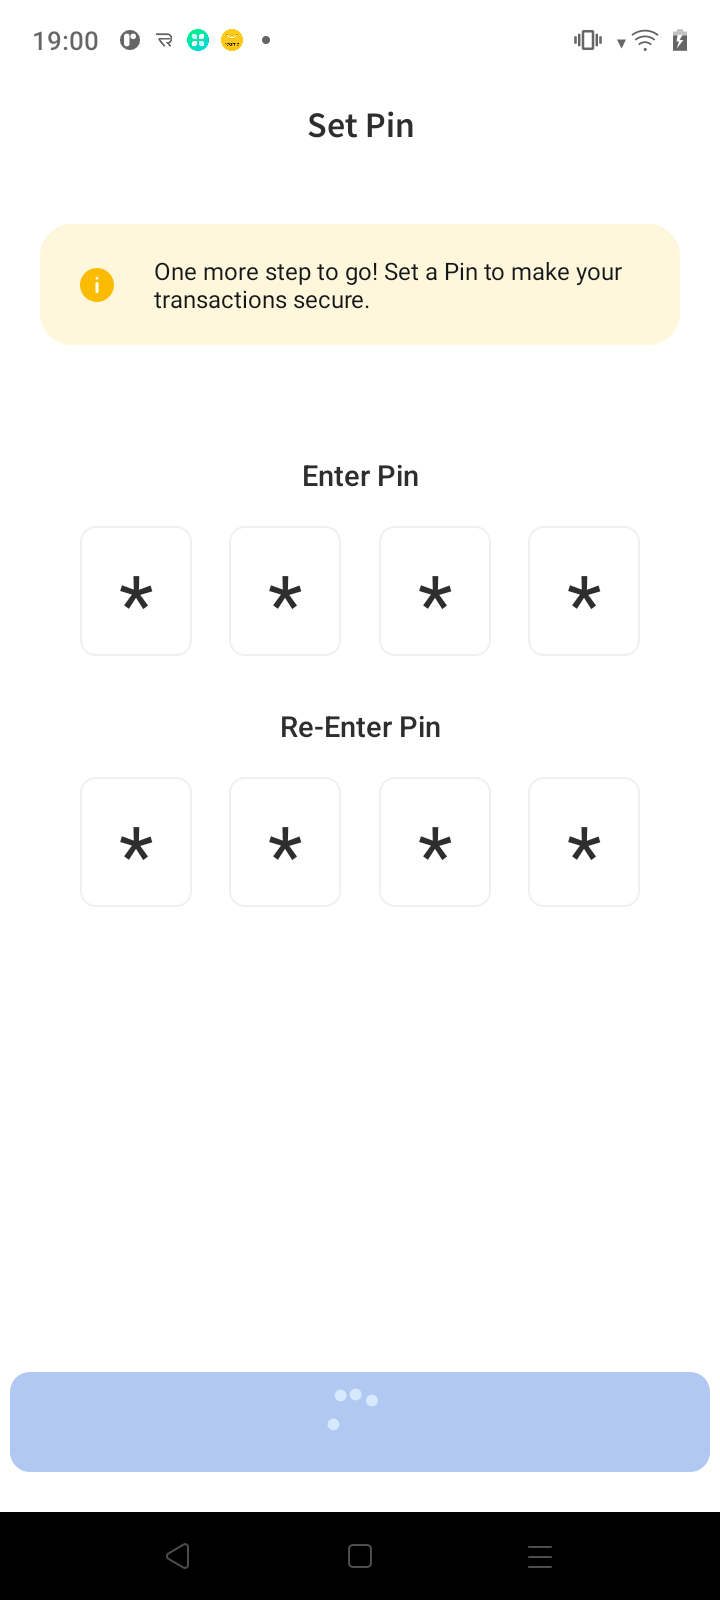 19:00
Set Pin
One more step to go! Set a Pin to make your
transactions secure.
Enter Pin
* * * *
Re-Enter Pin
* * * *